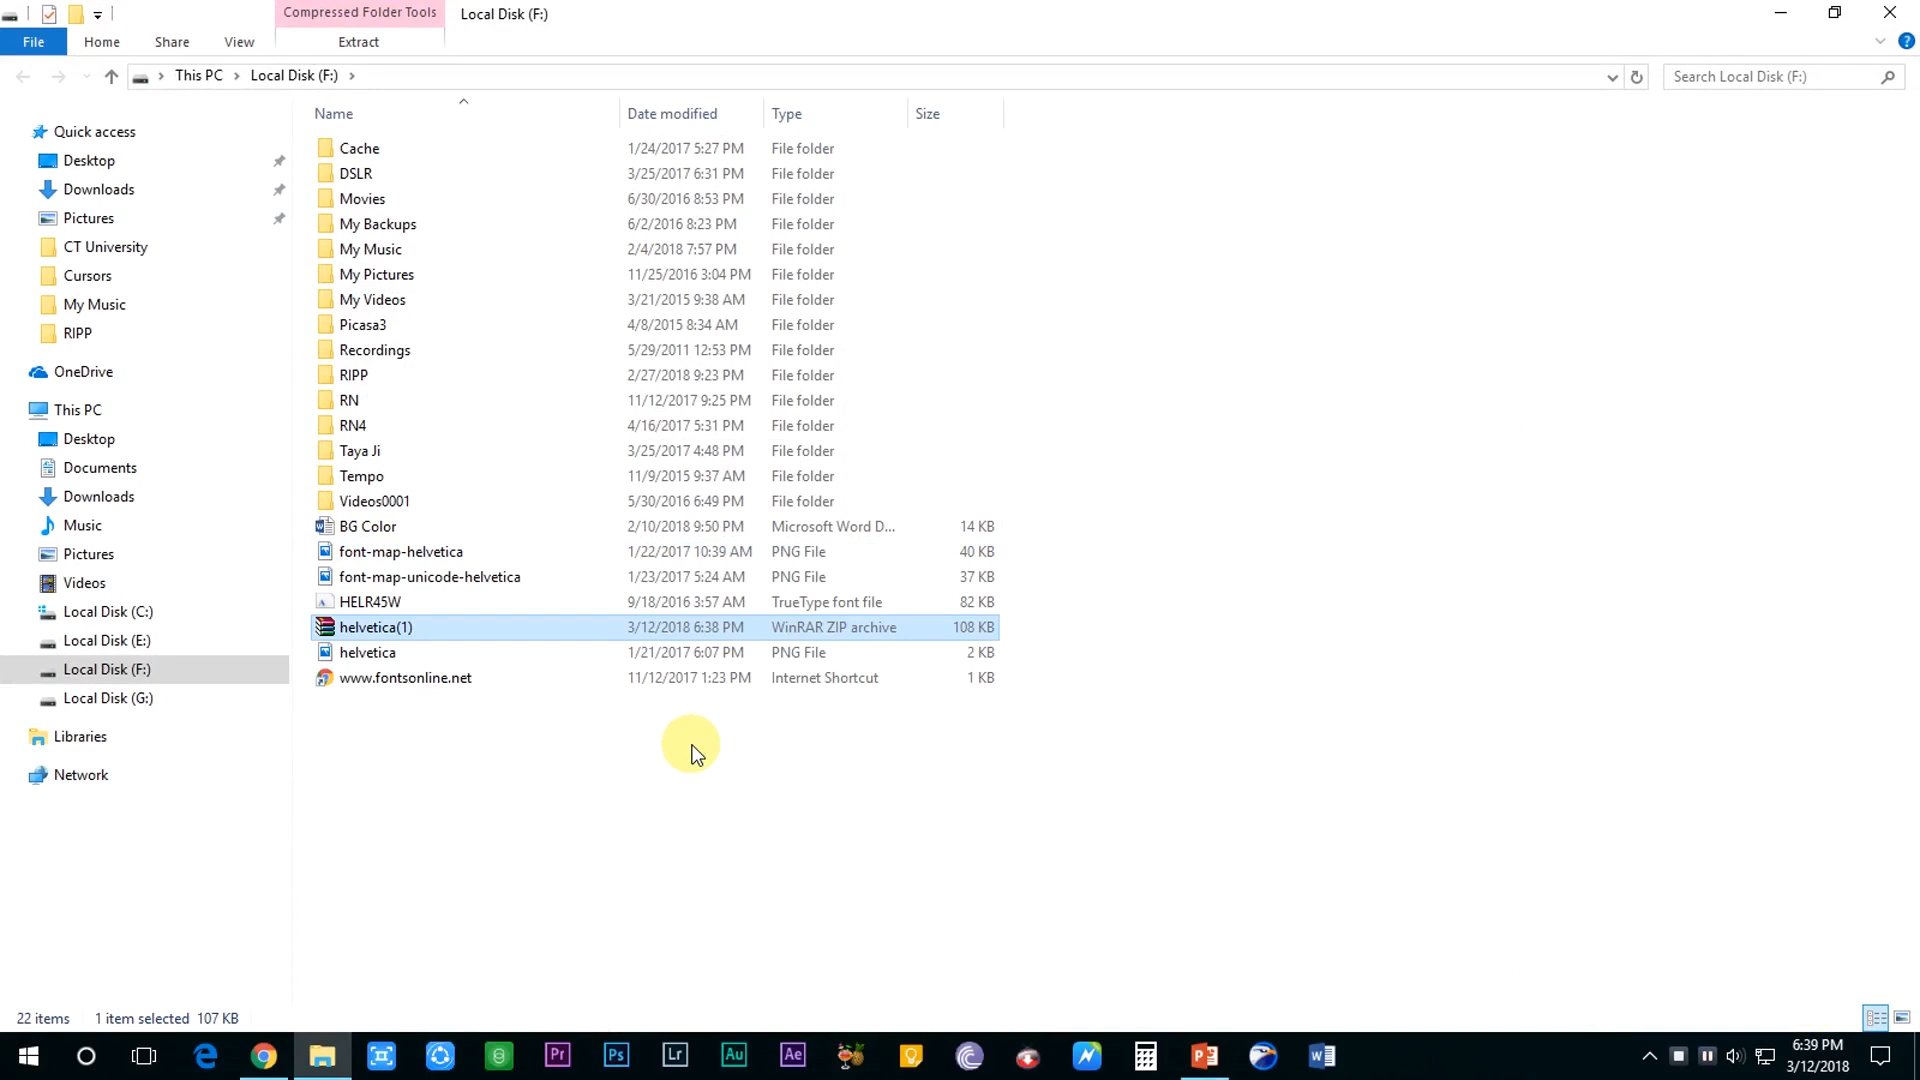 Compressed Folder Tools
Local Disk (F:)
File
Home
Share
View
Extract
?
This PC
Local Disk (F:)
Search Local Disk (F:)
Name
Date modified
Type
Size
Quick access
Desktop
Downloads
Pictures
CT University
Cursors
My Music
RIPP
OneDrive
This PC
Desktop
Documents
Downloads
Music
Pictures
Videos
Local Disk (C:)
Local Disk (E:)
Local Disk (F:)
Local Disk (G:)
Libraries
Network
Cache 1/24/2017 5:27 PM File folder
DSLR 3/25/2017 6:31 PM File folder
Movies 6/30/2016 8:53 PM File folder
My Backups 6/2/2016 8:23 PM File folder
My Music 2/4/2018 7:57 PM File folder
My Pictures 11/25/2016 3:04 PM File folder
My Videos 3/21/2015 9:38 AM File folder
Picasa3 4/8/2015 8:34 AM File folder
Recordings 5/29/2011 12:53 PM File folder
RIPP 2/27/2018 9:23 PM File folder
RN 11/12/2017 9:25 PM File folder
RN4 4/16/2017 5:31 PM File folder
Taya Ji 3/25/2017 4:48 PM File folder
Tempo 11/9/2015 9:37 AM File folder
Videos0001 5/30/2016 6:49 PM File folder
BG Color 2/10/2018 9:50 PM Microsoft Word D... 14 KB
font-map-helvetica 1/22/2017 10:39 AM PNG File 40 KB
font-map-unicode-helvetica 1/23/2017 5:24 AM PNG File 37 KB
HELR45W 9/18/2016 3:57 AM TrueType font file 82 KB
helvetica(1) 3/12/2018 6:38 PM WinRAR ZIP archive 108 KB
helvetica 1/21/2017 6:07 PM PNG File 2 KB
www.fontsonline.net 11/12/2017 1:23 PM Internet Shortcut 1 KB
22 items 1 item selected 107 KB
Pr
Ps
Lr
Au
Ae
6:39 PM
3/12/2018